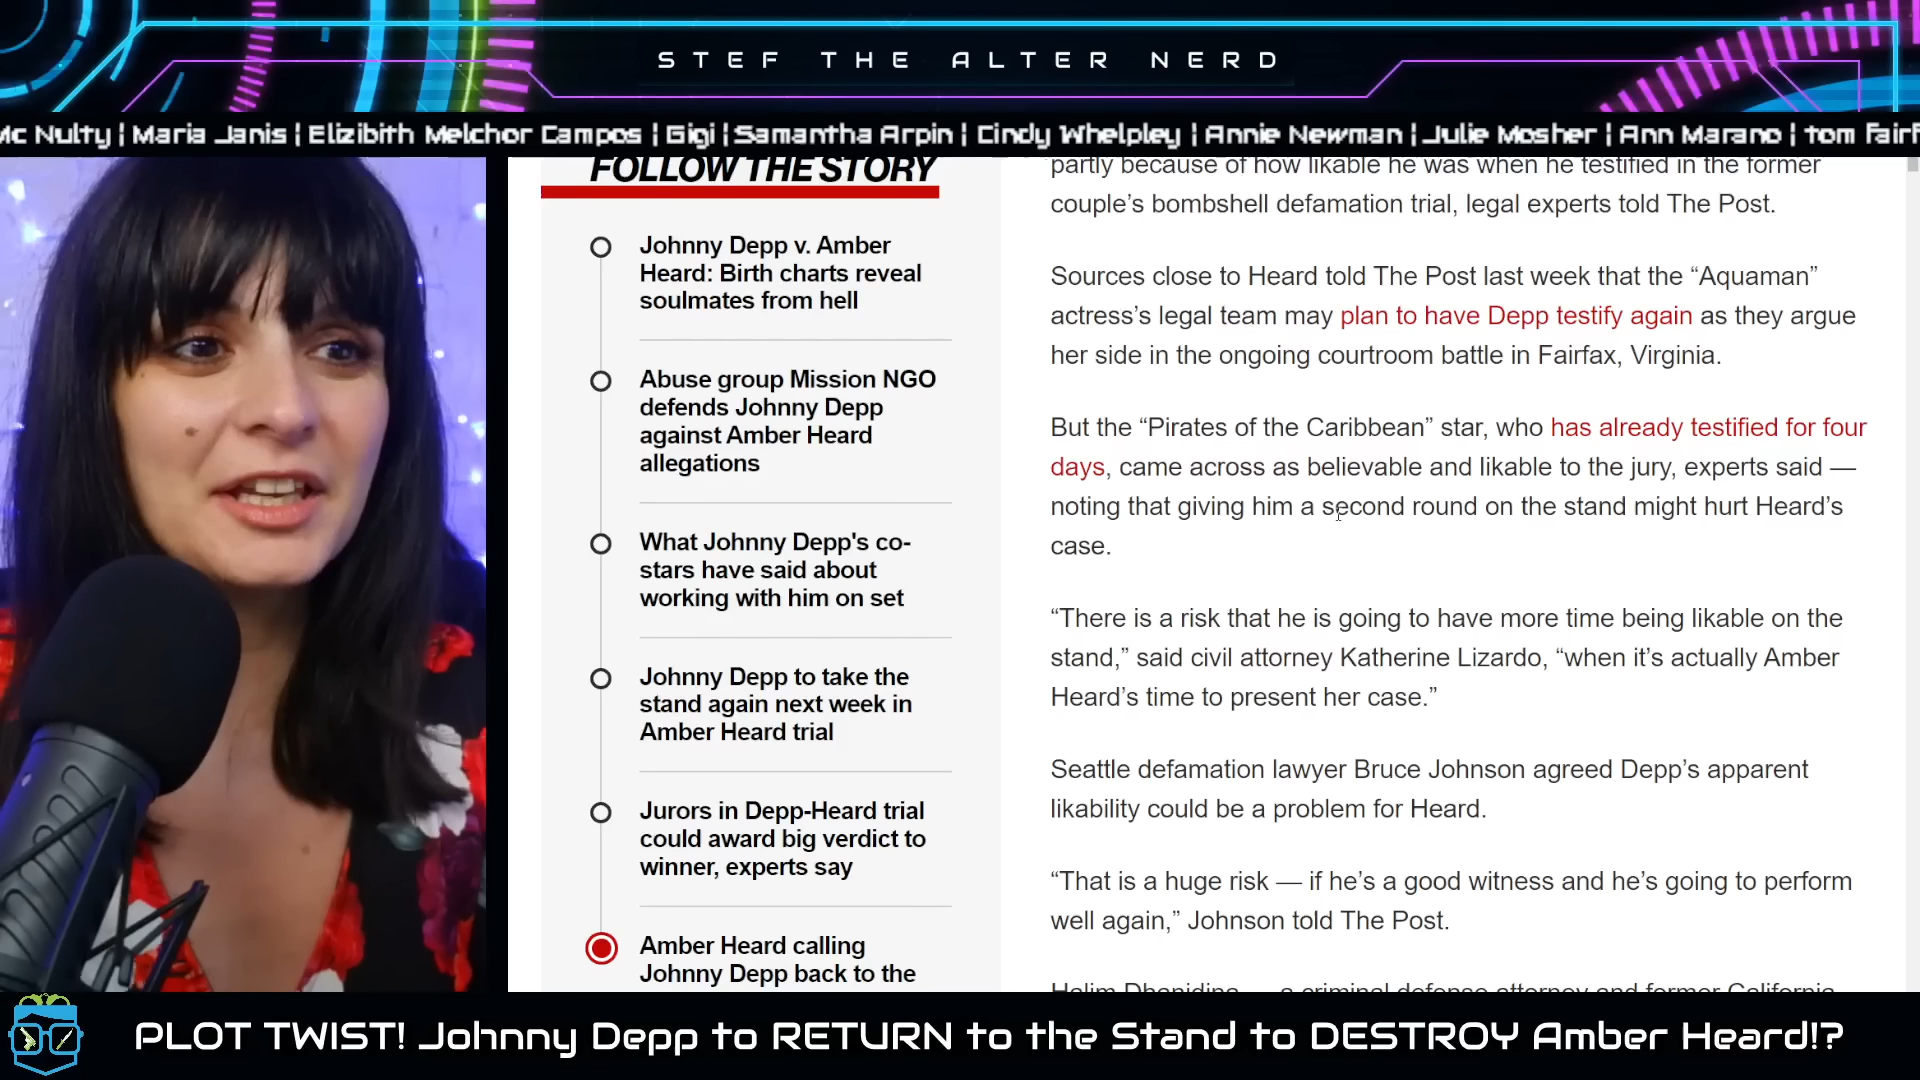 STEF THE ALTER NERD
Mc Nulty | Maria Janis | Elizibith Melchor Campos | Gigi | Samantha Arpin | Cindy Whelpley | Annie Newman | Julie Mosher | Ann Marano | tom
FOLLOW THE STORY
Johnny Depp v. Amber
Heard: Birth charts reveal
soulmates from hell
Abuse group Mission NGO
defends Johnny Depp
against Amber Heard
allegations
What Johnny Depp's co-
stars have said about
working with him on set
Johnny Depp to take the
stand again next week in
Amber Heard trial
Jurors in Depp-Heard trial
could award big verdict to
winner, experts say
Amber Heard calling
Johnny Depp back to the
partly because of how likable he was when he testified in the former
couple’s bombshell defamation trial, legal experts told The Post.
Sources close to Heard told The Post last week that the “Aquaman”
actress’s legal team may plan to have Depp testify again as they argue
her side in the ongoing courtroom battle in Fairfax, Virginia.
But the “Pirates of the Caribbean” star, who has already testified for four
days, came across as believable and likable to the jury, experts said —
noting that giving him a second round on the stand might hurt Heard’s
case.
“There is a risk that he is going to have more time being likable on the
stand,” said civil attorney Katherine Lizardo, “when it’s actually Amber
Heard’s time to present her case.”
Seattle defamation lawyer Bruce Johnson agreed Depp’s apparent
likability could be a problem for Heard.
“That is a huge risk — if he’s a good witness and he’s going to perform
well again,” Johnson told The Post.
Halim Dhanidina — a criminal defense attorney and former California
PLOT TWIST! Johnny Depp to RETURN to the Stand to DESTROY Amber Heard!?